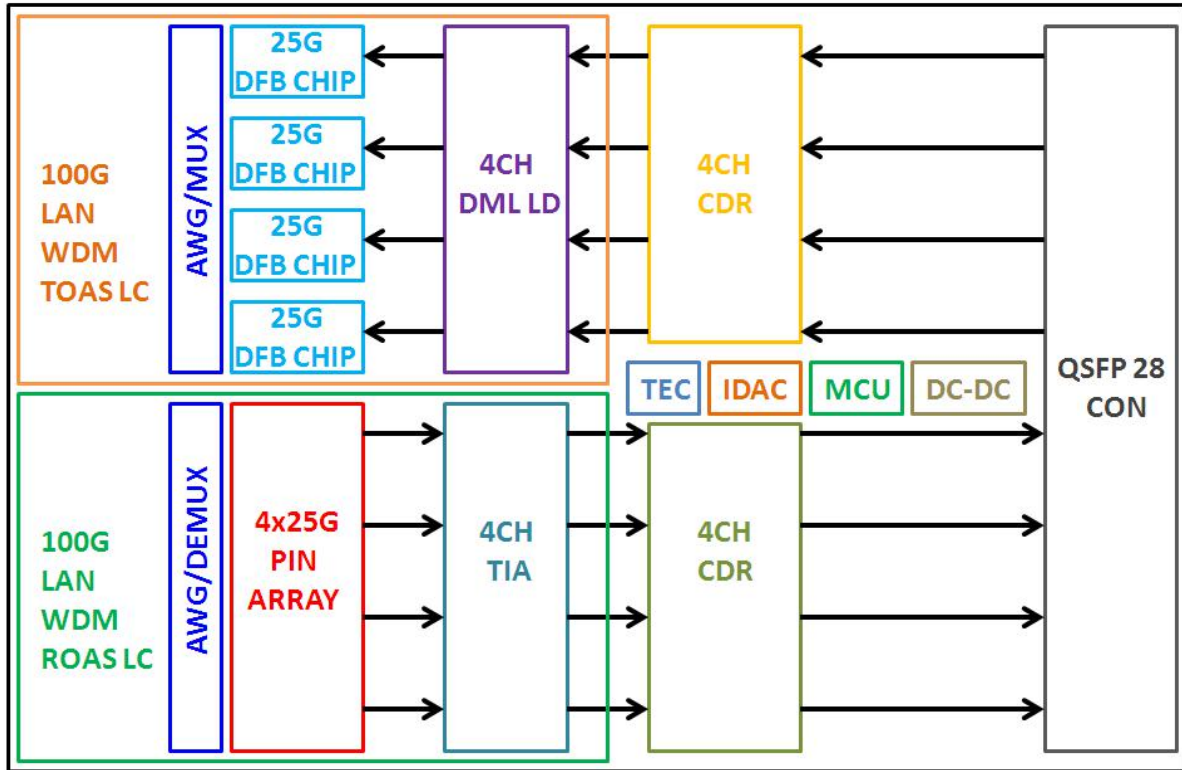 100G
LAN
WDM
TOAS LC
AWG/MUX
25G
DFB CHIP
25G
DFB CHIP
25G
DFB CHIP
25G
DFB CHIP
4CH
DML LD
4CH
CDR
QSFP 28
CON
TEC
IDAC
MCU
DC-DC
100G
LAN
WDM
ROAS LC
AWG/DEMUX
4x25G
PIN
ARRAY
4CH
TIA
4CH
CDR